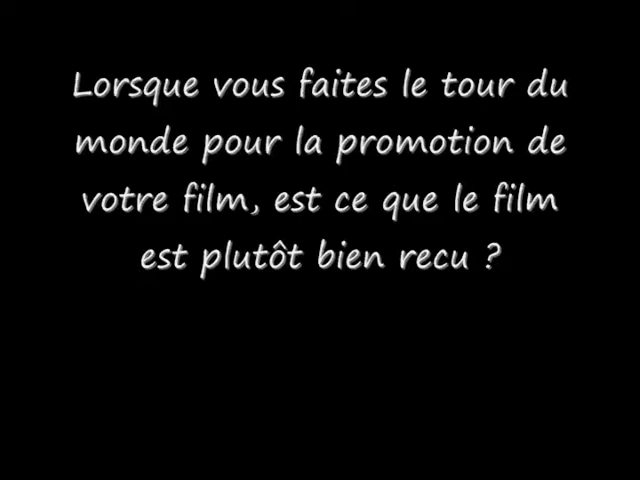 Lorsque vous faites le tour du
monde pour la promotion de
votre film, est ce que le film
est plutôt bien recu ?